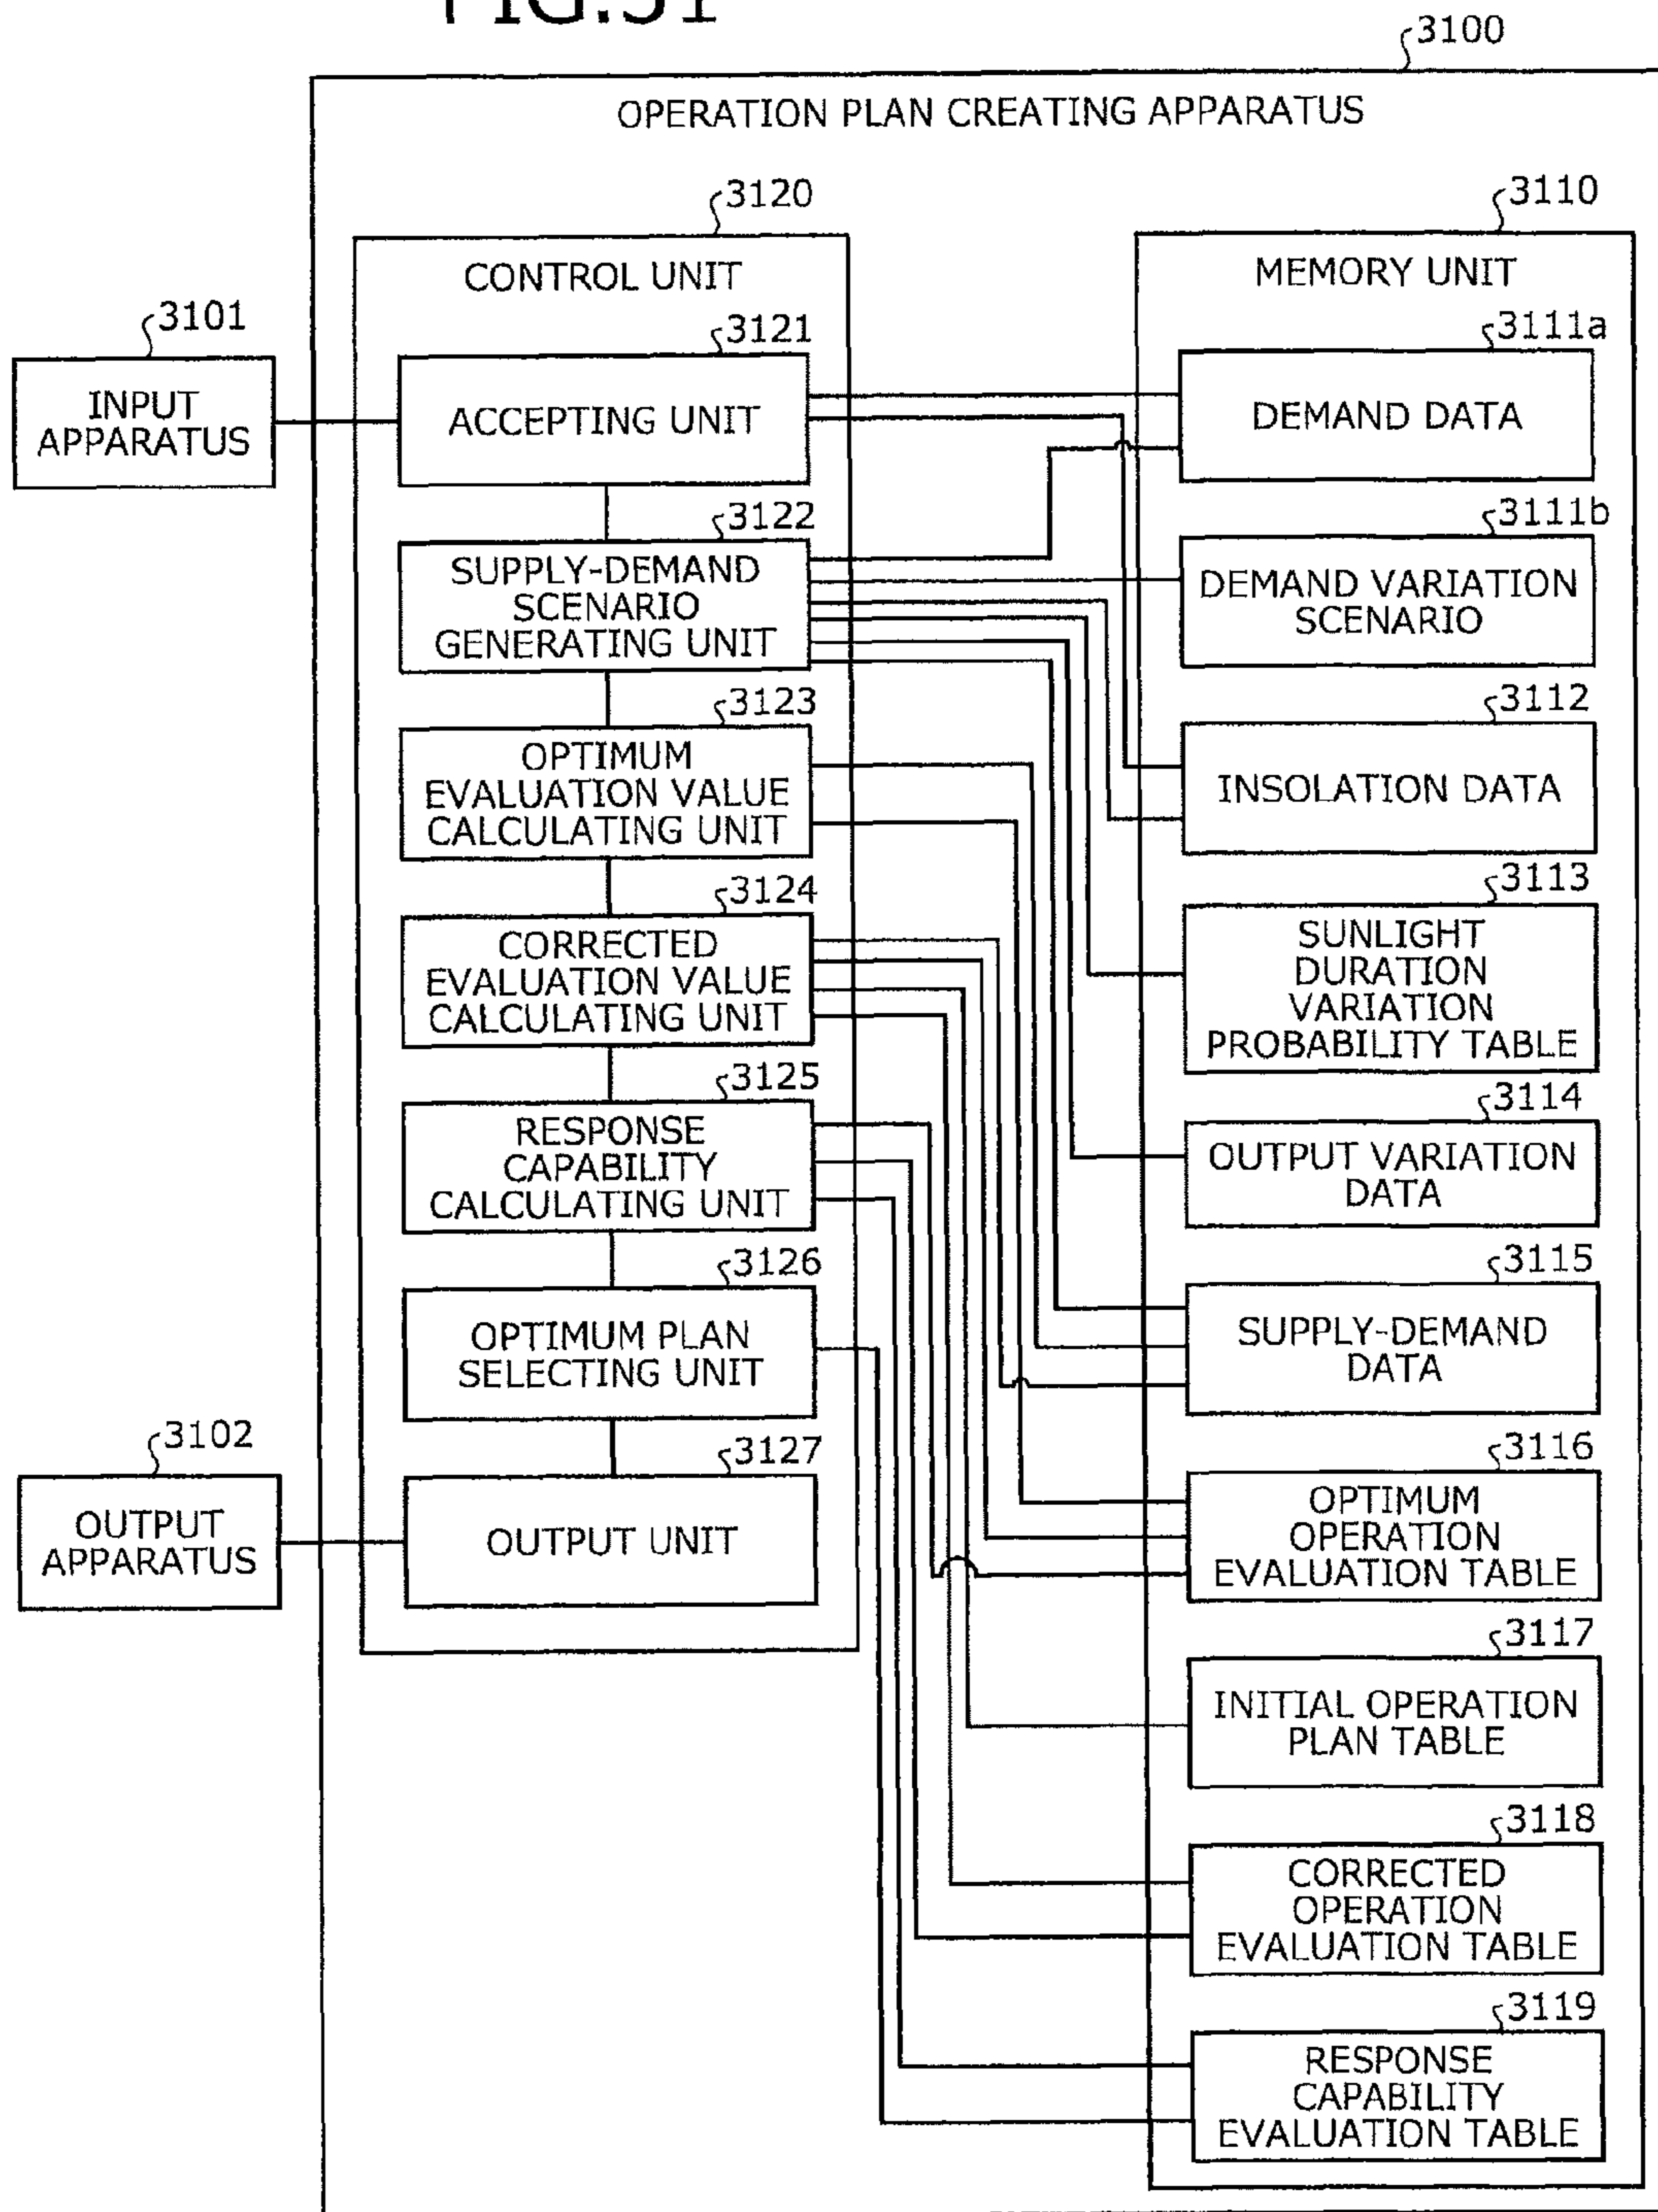 FIG.31
3100
OPERATION PLAN CREATING APPARATUS
3120
CONTROL UNIT
3110
MEMORY UNIT
3101
INPUT
APPARATUS
3121
ACCEPTING UNIT
3111a
DEMAND DATA
3122
SUPPLY-DEMAND
SCENARIO
GENERATING UNIT
3111b
DEMAND VARIATION
SCENARIO
3123
OPTIMUM
EVALUATION VALUE
CALCULATING UNIT
3112
INSOLATION DATA
3124
CORRECTED
EVALUATION VALUE
CALCULATING UNIT
3113
SUNLIGHT
DURATION
VARIATION
PROBABILITY TABLE
3125
RESPONSE
CAPABILITY
CALCULATING UNIT
3114
OUTPUT VARIATION
DATA
3126
OPTIMUM PLAN
SELECTING UNIT
3115
SUPPLY-DEMAND
DATA
3102
OUTPUT
APPARATUS
3127
OUTPUT UNIT
3116
OPTIMUM
OPERATION
EVALUATION TABLE
3117
INITIAL OPERATION
PLAN TABLE
3118
CORRECTED
OPERATION
EVALUATION TABLE
3119
RESPONSE
CAPABILITY
EVALUATION TABLE